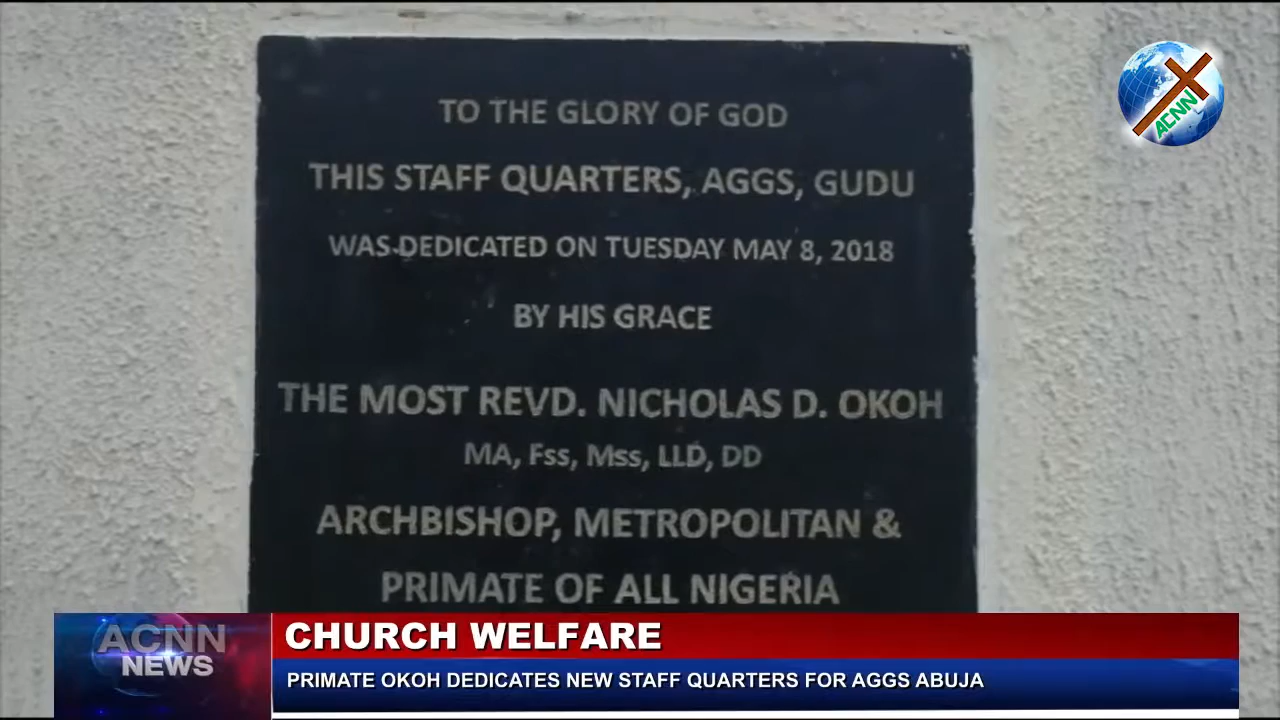 ACNN
TO THE GLORY OF GOD
THIS STAFF QUARTERS, AGGS, GUDU
WAS DEDICATED ON TUESDAY MAY 8, 2018
BY HIS GRACE
THE MOST REVD. NICHOLAS D. OKOH
MA, Fss, Mss, LLD, DD
ARCHBISHOP, METROPOLITAN &
PRIMATE OF ALL NIGERIA
ACNN
NEWS
CHURCH WELFARE
PRIMATE OKOH DEDICATES NEW STAFF QUARTERS FOR AGGS ABUJA